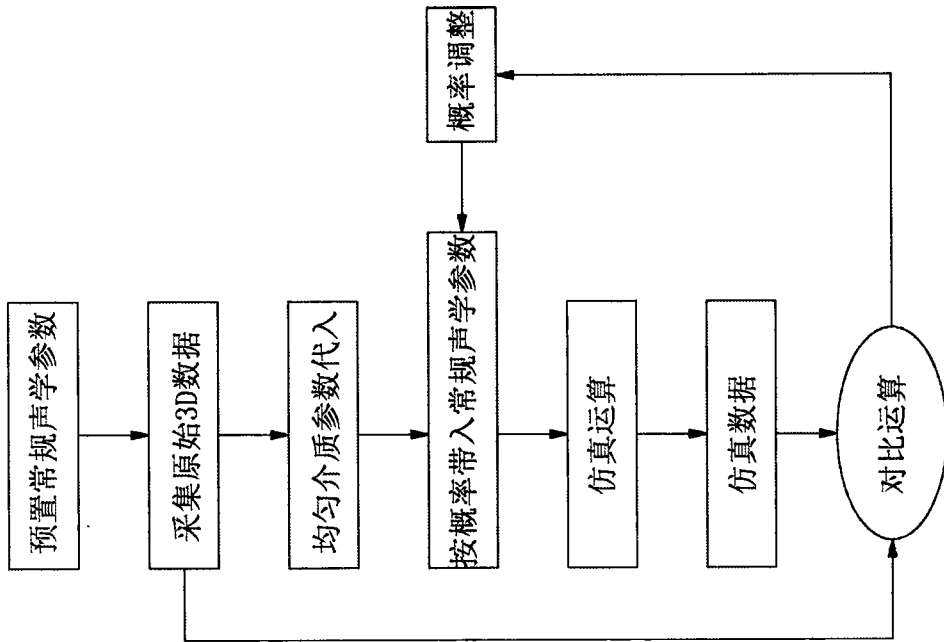 预置常规声学参数
采集原始3D数据
均匀介质参数代入
按概率带入常规声学参数
概率调整
仿真运算
仿真数据
对比运算